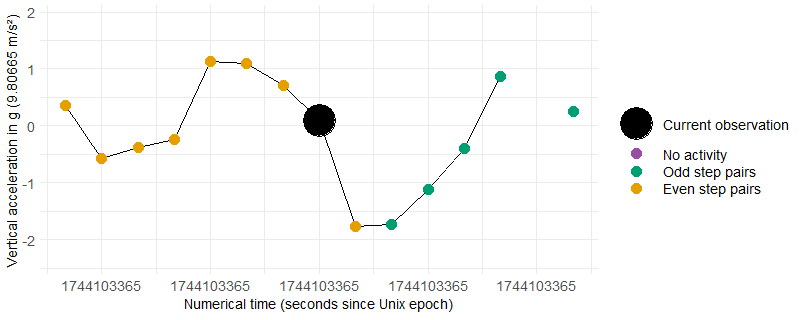 2
1
0
-1
-2
Vertical acceleration in g (9.80665 m/s²)
1744103365 1744103365 1744103365 1744103365 1744103365
Numerical time (seconds since Unix epoch)
Current observation
No activity
Odd step pairs
Even step pairs